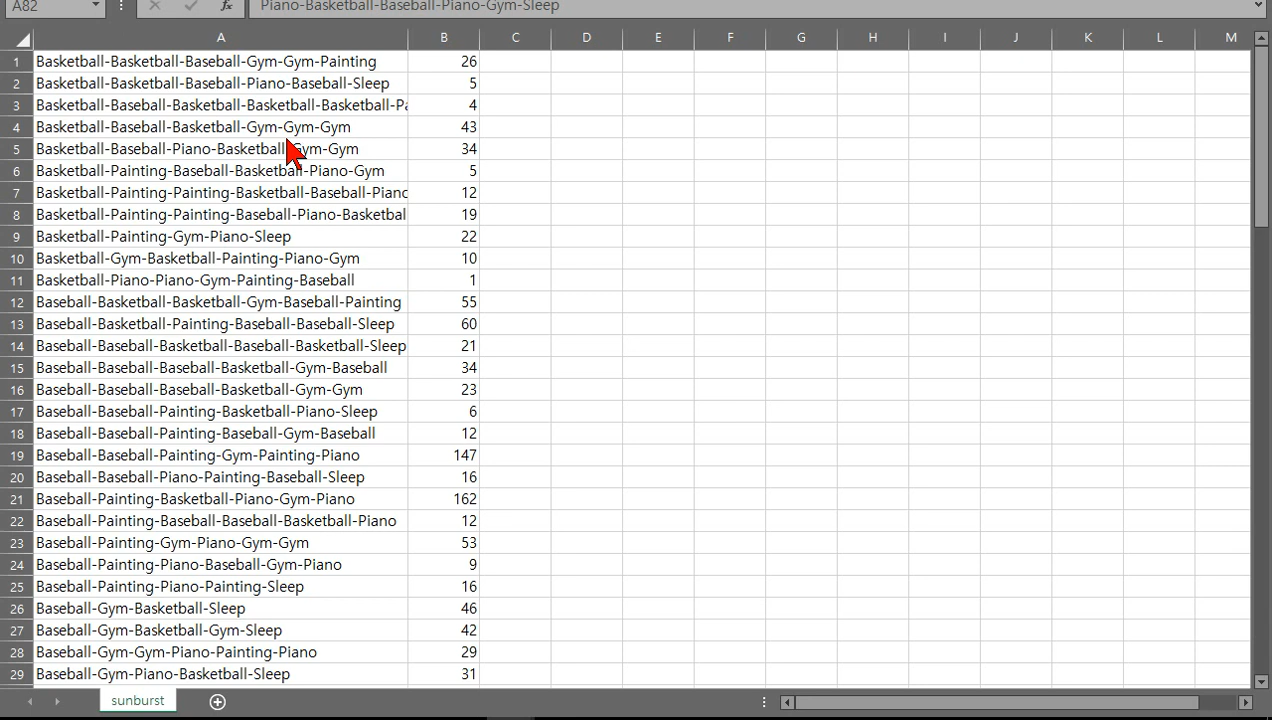 A82 fx Piano-Basketball-Baseball-Piano-Gym-Sleep
A B C D E F G H I J K L M
1 Basketball-Basketball-Baseball-Gym-Gym-Painting 26
2 Basketball-Basketball-Baseball-Piano-Baseball-Sleep 5
3 Basketball-Baseball-Basketball-Basketball-Basketball-Pa 4
4 Basketball-Baseball-Basketball-Gym-Gym-Gym 43
5 Basketball-Baseball-Piano-Basketball-Gym-Gym 34
6 Basketball-Painting-Baseball-Basketball-Piano-Gym 5
7 Basketball-Painting-Painting-Basketball-Baseball-Piano 12
8 Basketball-Painting-Painting-Baseball-Piano-Basketbal 19
9 Basketball-Painting-Gym-Piano-Sleep 22
10 Basketball-Gym-Basketball-Painting-Piano-Gym 10
11 Basketball-Piano-Piano-Gym-Painting-Baseball 1
12 Baseball-Basketball-Basketball-Gym-Baseball-Painting 55
13 Baseball-Basketball-Painting-Baseball-Baseball-Sleep 60
14 Baseball-Baseball-Basketball-Baseball-Basketball-Sleep 21
15 Baseball-Baseball-Baseball-Basketball-Gym-Baseball 34
16 Baseball-Baseball-Baseball-Basketball-Gym-Gym 23
17 Baseball-Baseball-Painting-Basketball-Piano-Sleep 6
18 Baseball-Baseball-Painting-Baseball-Gym-Baseball 12
19 Baseball-Baseball-Painting-Gym-Painting-Piano 147
20 Baseball-Baseball-Piano-Painting-Baseball-Sleep 16
21 Baseball-Painting-Basketball-Piano-Gym-Piano 162
22 Baseball-Painting-Baseball-Baseball-Basketball-Piano 12
23 Baseball-Painting-Gym-Piano-Gym-Gym 53
24 Baseball-Painting-Piano-Baseball-Gym-Piano 9
25 Baseball-Painting-Piano-Painting-Sleep 16
26 Baseball-Gym-Basketball-Sleep 46
27 Baseball-Gym-Basketball-Gym-Sleep 42
28 Baseball-Gym-Gym-Piano-Painting-Piano 29
29 Baseball-Gym-Piano-Basketball-Sleep 31
sunburst